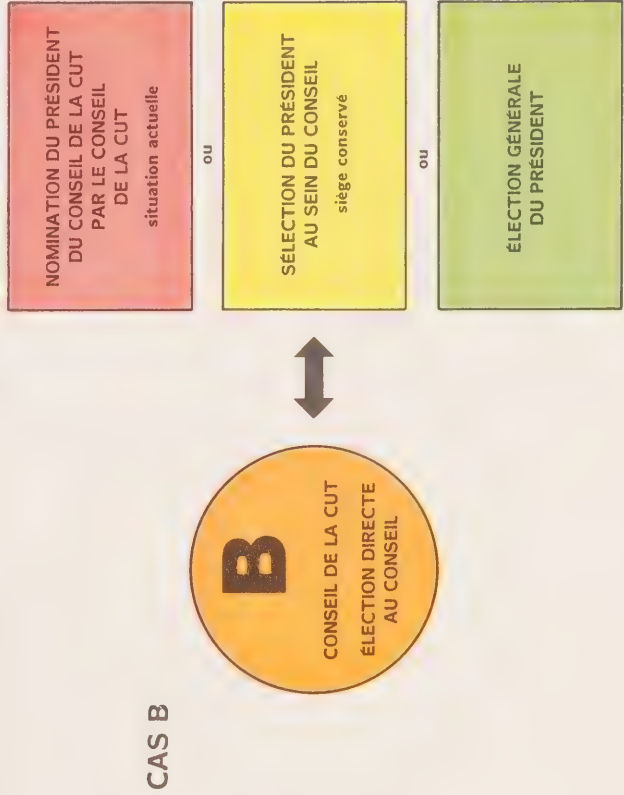 CAS B
B
CONSEIL DE LA CUT
ÉLECTION DIRECTE
AU CONSEIL
NOMINATION DU PRÉSIDENT
DU CONSEIL DE LA CUT
PAR LE CONSEIL
DE LA CUT
situation actuelle
ou
SÉLECTION DU PRÉSIDENT
AU SEIN DU CONSEIL
siège conservé
ou
ÉLECTION GÉNÉRALE
DU PRÉSIDENT